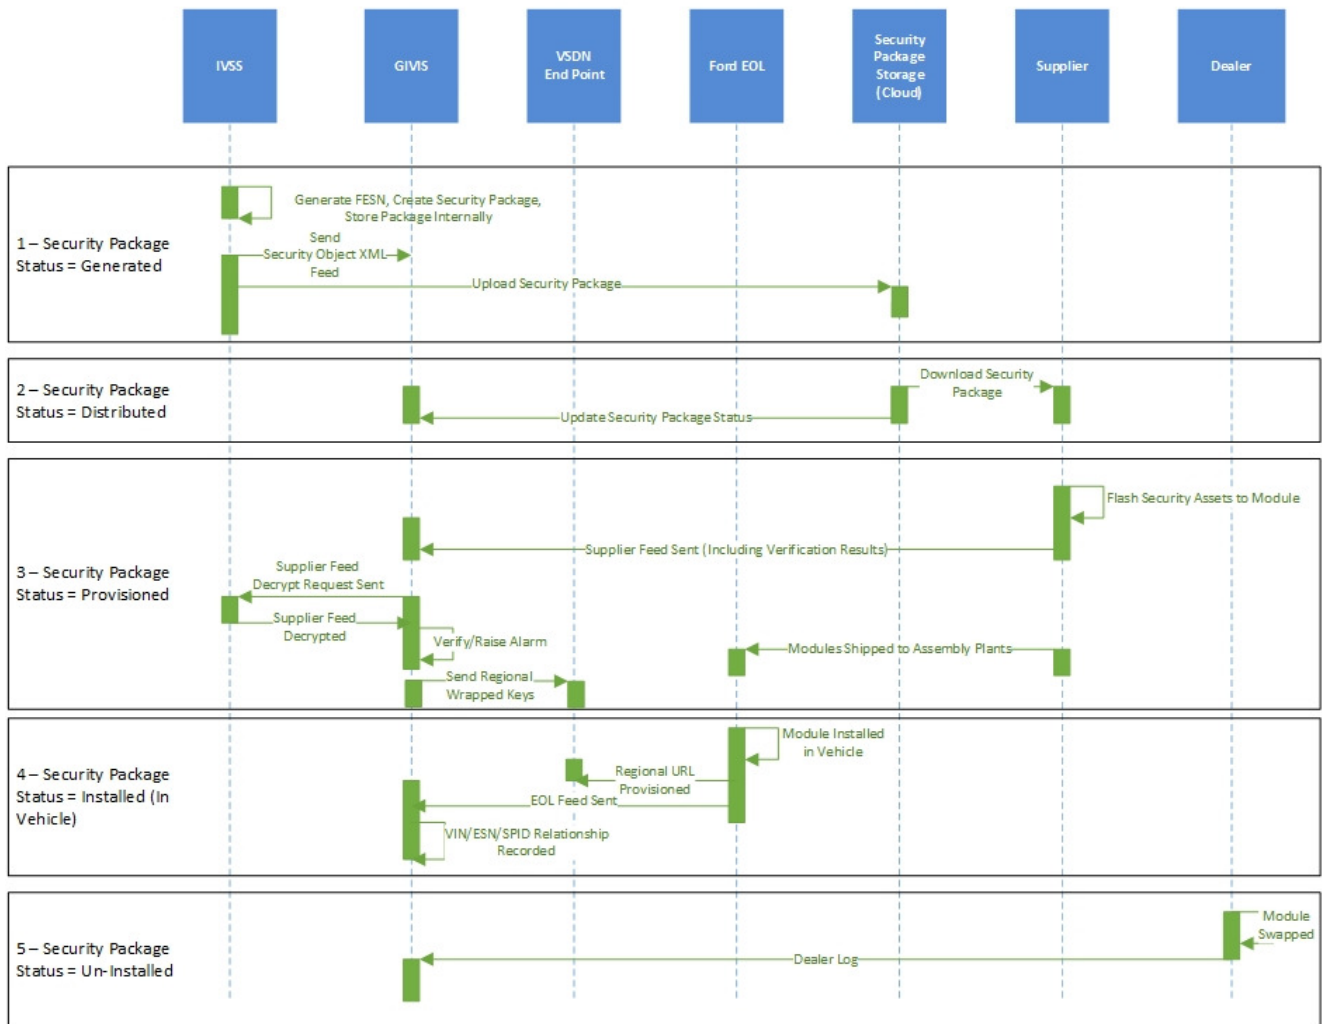 IVSS
GIVIS
VSDN
End Point
Ford EOL
Security
Package
Storage
(Cloud)
Supplier
Dealer
1 – Security Package
Status = Generated
Generate FESN, Create Security Package,
Store Package Internally
Send
Security Object XML
Feed
Upload Security Package
2 – Security Package
Status = Distributed
Download Security
Package
Update Security Package Status
3 – Security Package
Status = Provisioned
Flash Security Assets to Module
Supplier Feed Sent (Including Verification Results)
Supplier Feed
Decrypt Request Sent
Supplier Feed
Decrypted
Verify/Raise Alarm
Modules Shipped to Assembly Plants
Send Regional
Wrapped Keys
4 – Security Package
Status = Installed (In
Vehicle)
Module Installed
in Vehicle
Regional URL
Provisioned
EOL Feed Sent
VIN/ESN/SPID Relationship
Recorded
5 – Security Package
Status = Un-Installed
Module
Swapped
Dealer Log